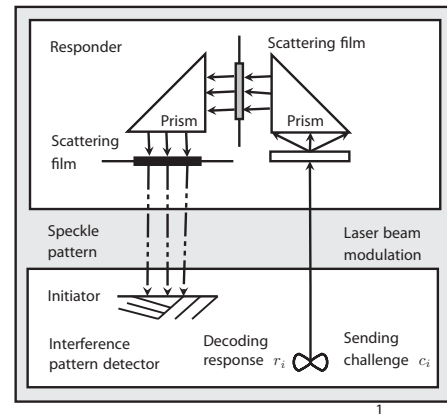 Responder
Scattering film
Prism
Prism
Scattering
film
Speckle
pattern
Laser beam
modulation
Initiator
Interference
pattern detector
Decoding
response r_i
Sending
challenge c_i
1